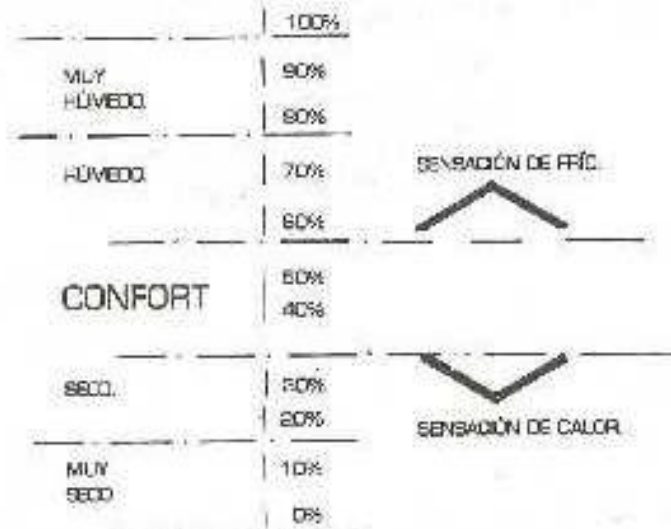 100%
MUY
HÚMEDO.
90%
80%
HÚMEDO.
70%
SENSACIÓN DE FRÍO.
60%
CONFORT
50%
40%
SECO.
30%
20%
SENSACIÓN DE CALOR.
MUY
SECO
10%
0%